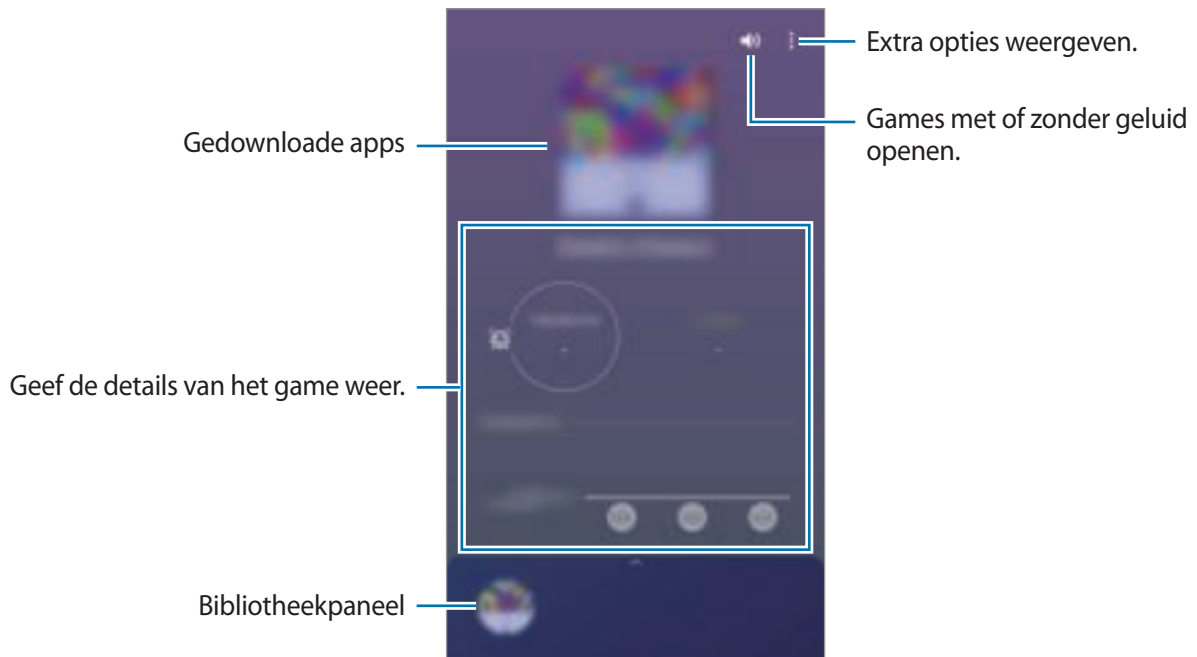 Extra opties weergeven.
Games met of zonder geluid
openen.
Gedownloade apps
Geef de details van het game weer.
Bibliotheekpaneel